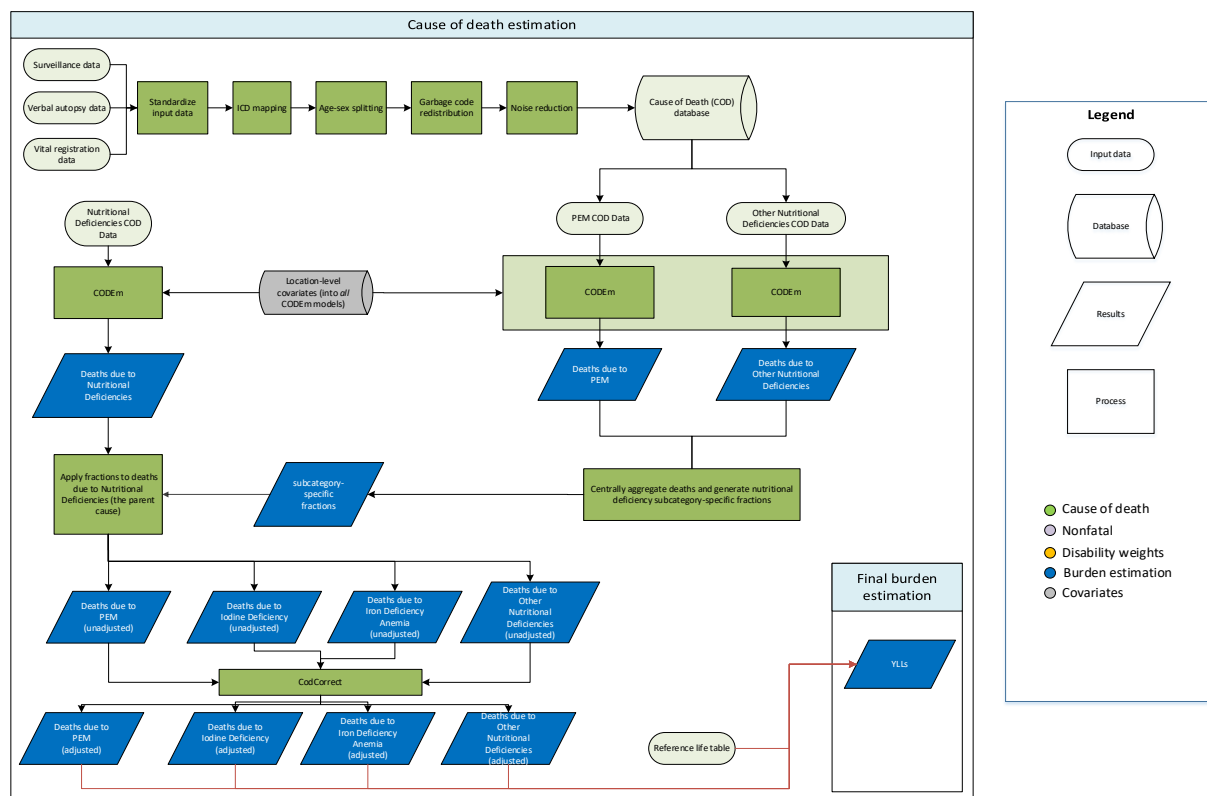 Cause of death estimation
Surveillance data
Verbal autopsy data
Vital registration
data
Standardize
input data
ICD mapping
Age-sex splitting
Garbage code
redistribution
Noise reduction
Cause of Death (COD)
database
Nutritional
Deficiencies COD
Data
PEM COD Data
Other Nutritional
Deficiencies COD Data
CODEm
Location-level
covariates (into all
CODEm models)
CODEm
CODEm
Deaths due to
Nutritional
Deficiencies
Deaths due to
PEM
Deaths due to
Other Nutritional
Deficiencies
Apply fractions to deaths
due to Nutritional
Deficiencies (the parent
cause)
subcategory-
specific
fractions
Centrally aggregate deaths and generate nutritional
deficiency subcategory-specific fractions
Deaths due to
PEM
(unadjusted)
Deaths due to
Iodine Deficiency
(unadjusted)
Deaths due to
Iron Deficiency
Anemia
(unadjusted)
Deaths due to
Other
Nutritional
Deficiencies
(unadjusted)
CodCorrect
Deaths due to
PEM
(adjusted)
Deaths due to
Iodine Deficiency
(adjusted)
Deaths due to
Iron Deficiency
Anemia
(adjusted)
Deaths due to
Other
Nutritional
Deficiencies
(adjusted)
Reference life table
Final burden
estimation
YLLs
Legend
Input data
Database
Results
Process
Cause of death
Nonfatal
Disability weights
Burden estimation
Covariates